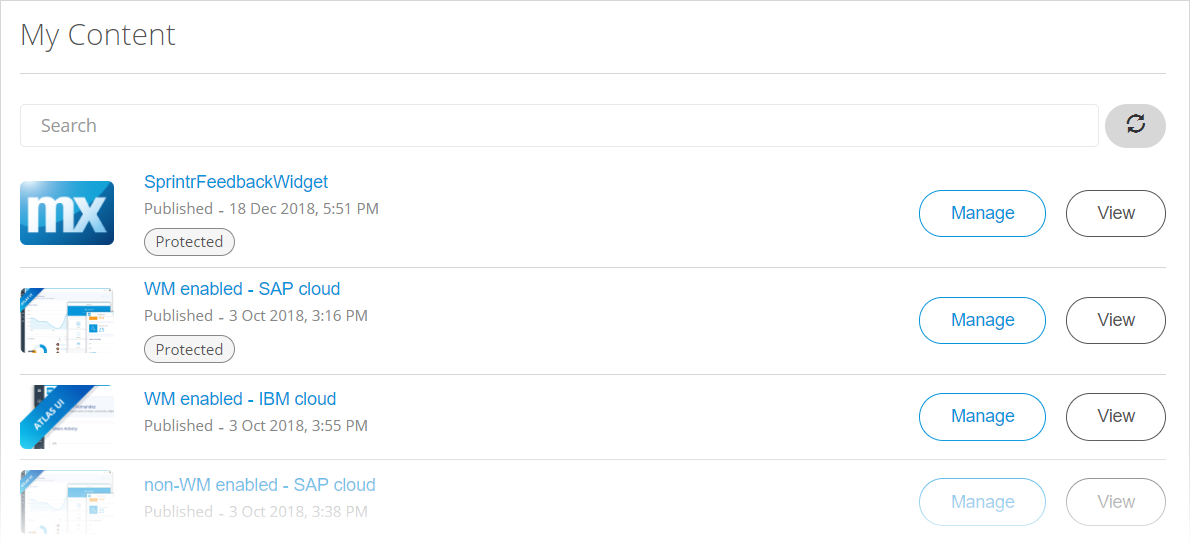 My Content
Search
mx
SprintrFeedbackWidget
Published - 18 Dec 2018, 5:51 PM
Protected
Manage
View
WM enabled - SAP cloud
Published - 3 Oct 2018, 3:16 PM
Protected
Manage
View
ATLAS UI
WM enabled - IBM cloud
Published - 3 Oct 2018, 3:55 PM
Manage
View
non-WM enabled - SAP cloud
Published - 3 Oct 2018, 3:38 PM
Manage
View